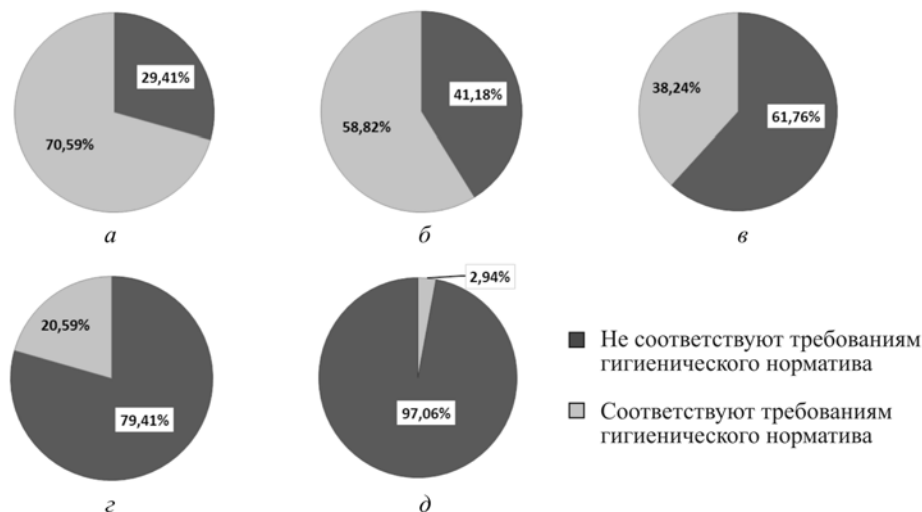 29,41%
70,59%
а
41,18%
58,82%
б
38,24%
61,76%
в
20,59%
79,41%
г
2,94%
97,06%
д
Не соответствуют требованиям
гигиенического норматива
Соответствуют требованиям
гигиенического норматива